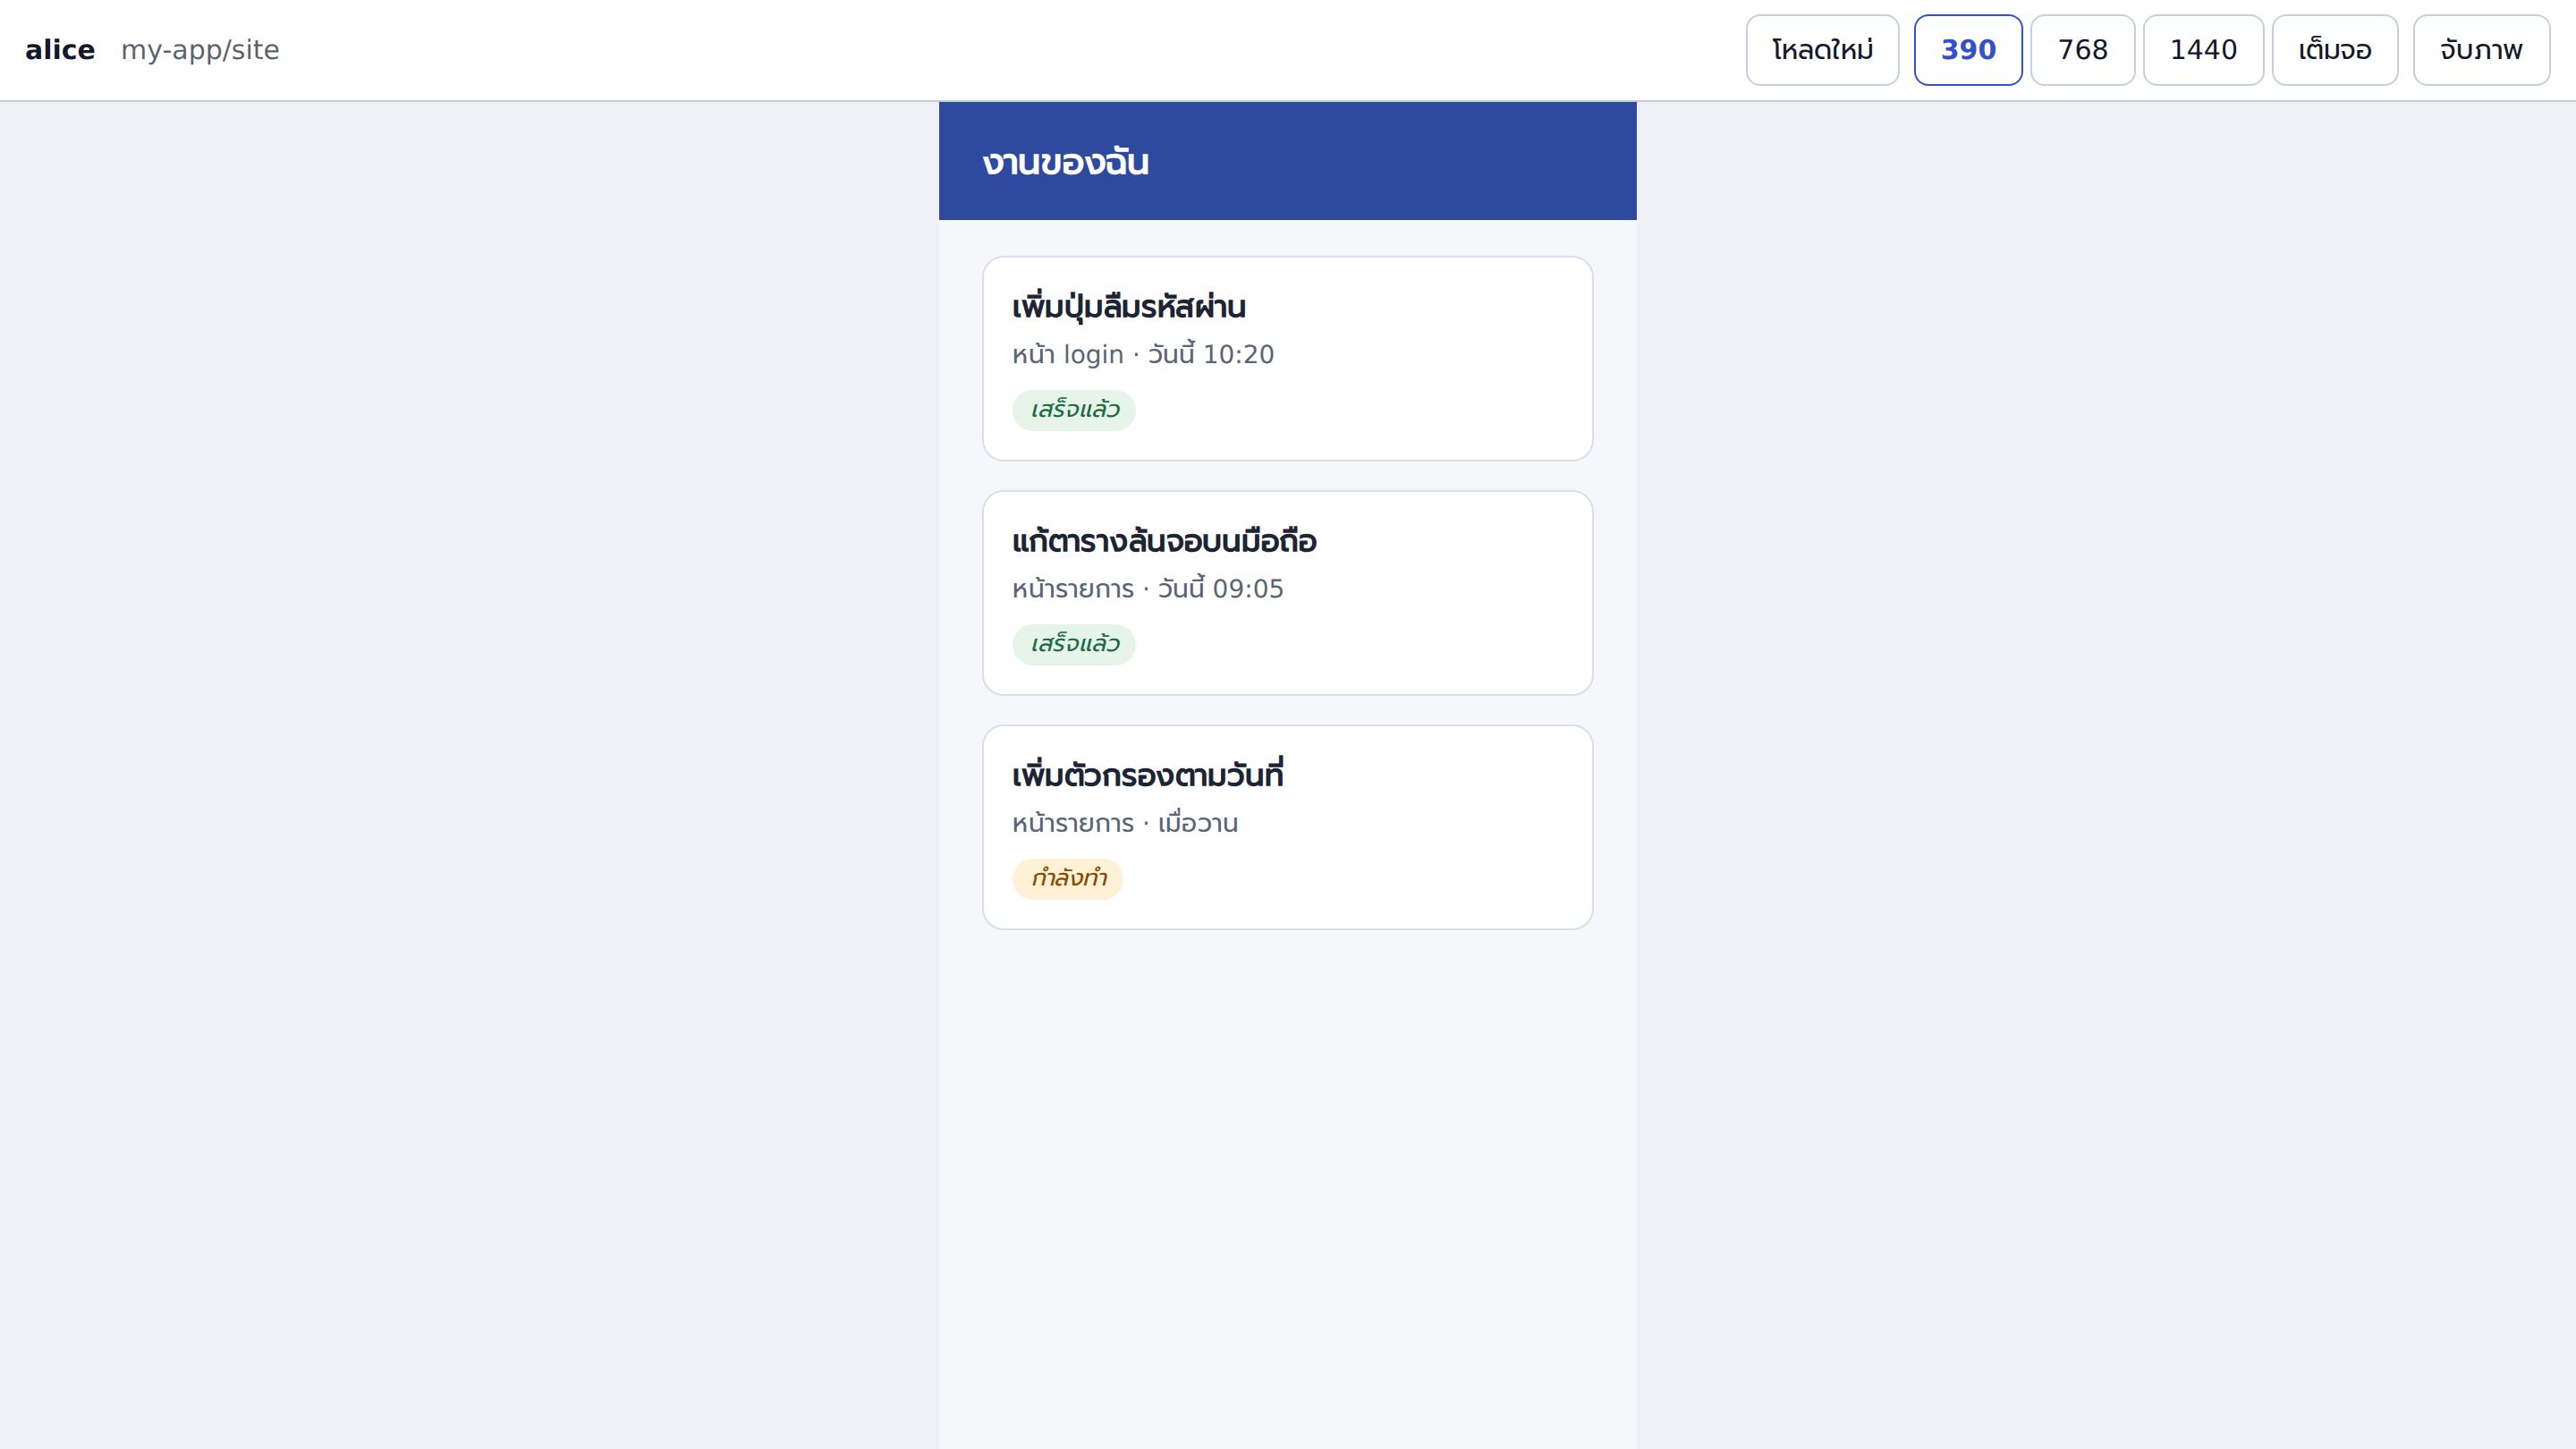 alice my-app/site โหลดใหม่ 390 768 1440 เต็มจอ จับภาพ
งานของฉัน
เพิ่มปุ่มลืมรหัสผ่าน
หน้า login · วันนี้ 10:20
เสร็จแล้ว
แก้ตารางล้นจอบนมือถือ
หน้ารายการ · วันนี้ 09:05
เสร็จแล้ว
เพิ่มตัวกรองตามวันที่
หน้ารายการ · เมื่อวาน
กำลังทำ